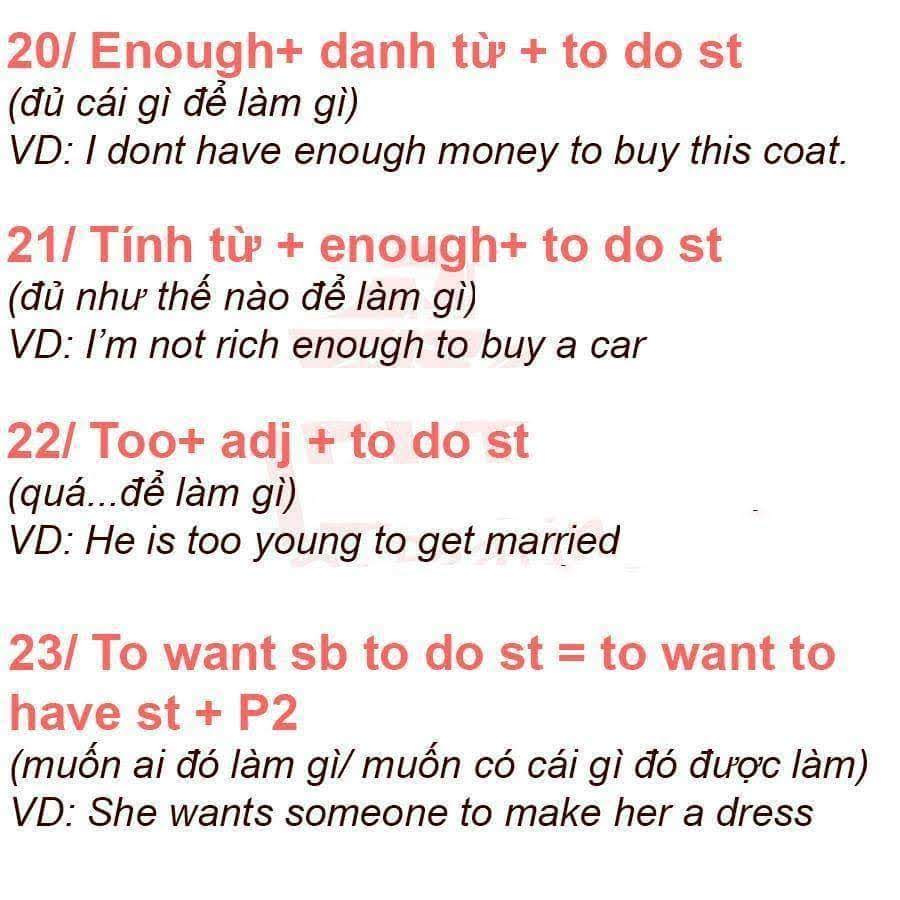 20/ Enough+ danh từ + to do st
(đủ cái gì để làm gì)
VD: I dont have enough money to buy this coat.
21/ Tính từ + enough+ to do st
(đủ như thế nào để làm gì)
VD: I’m not rich enough to buy a car
22/ Too+ adj + to do st
(quá...để làm gì)
VD: He is too young to get married
23/ To want sb to do st = to want to
have st + P2
(muốn ai đó làm gì/ muốn có cái gì đó được làm)
VD: She wants someone to make her a dress